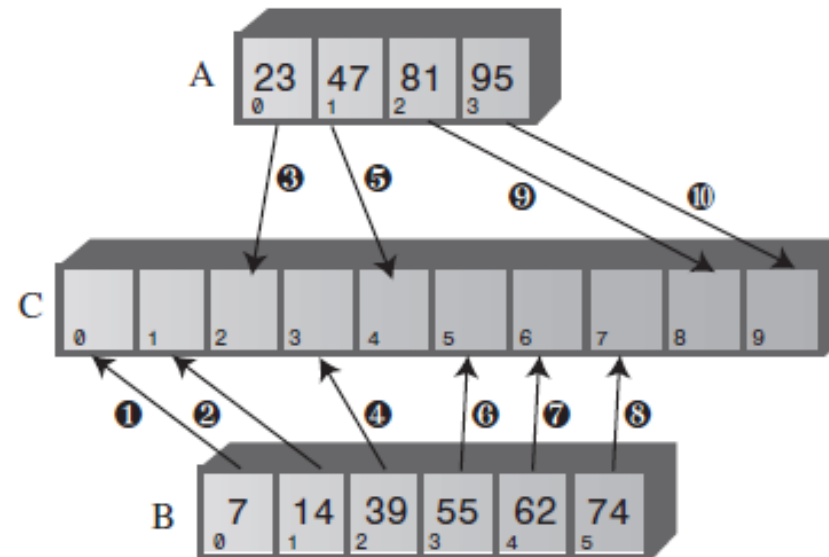 A 23 47 81 95
0 1 2 3
❸ ❺ ❾ ❿
C
0 1 2 3 4 5 6 7 8 9
❶ ❷ ❹ ❻ ❼ ❽
B 7 14 39 55 62 74
0 1 2 3 4 5